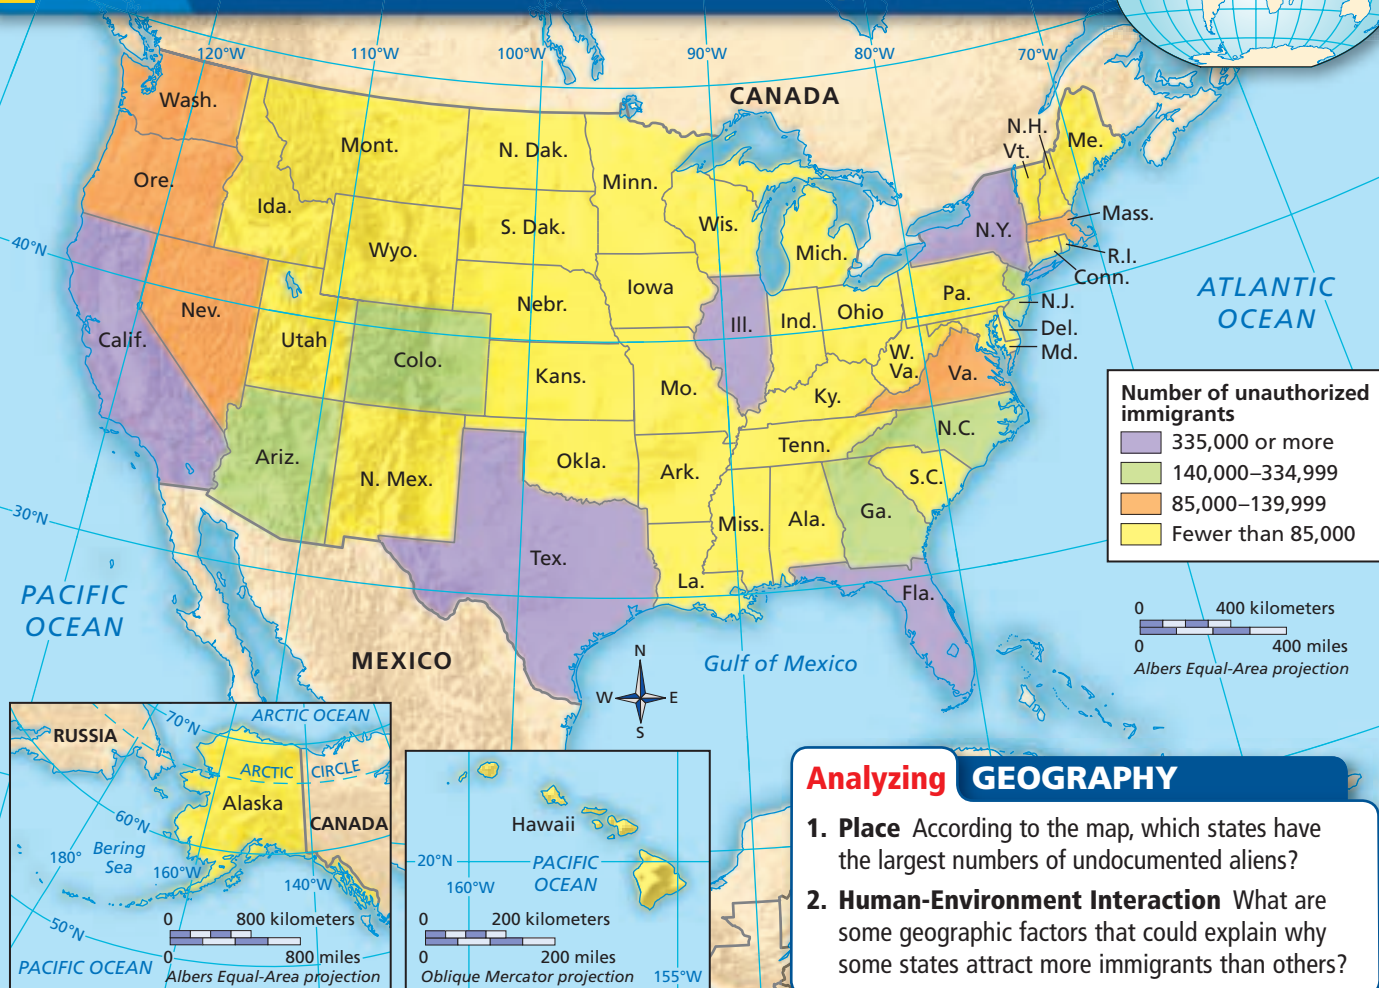 120°W
110°W
100°W
90°W
80°W
70°W
CANADA
Wash.
Mont.
N. Dak.
Minn.
N.H.
Vt.
Me.
Ore.
Ida.
S. Dak.
Wis.
Mich.
N.Y.
Mass.
R.I.
Conn.
40°N
Wyo.
Nebr.
Iowa
Ill.
Ind.
Ohio
Pa.
N.J.
Del.
Md.
ATLANTIC
OCEAN
Calif.
Nev.
Utah
Colo.
Kans.
Mo.
Ky.
W.
Va.
Va.
Ariz.
N. Mex.
Okla.
Ark.
Tenn.
N.C.
S.C.
30°N
Tex.
La.
Miss.
Ala.
Ga.
Fla.
PACIFIC
OCEAN
MEXICO
Gulf of Mexico
N
W
E
S
Number of unauthorized
immigrants
335,000 or more
140,000–334,999
85,000–139,999
Fewer than 85,000
0
400 kilometers
0
400 miles
Albers Equal-Area projection
RUSSIA
70°N
ARCTIC OCEAN
ARCTIC CIRCLE
Alaska
CANADA
60°N
180°
Bering
Sea
160°W
140°W
50°N
0
800 kilometers
0
800 miles
PACIFIC OCEAN
Albers Equal-Area projection
Hawaii
20°N
160°W
PACIFIC
OCEAN
0
200 kilometers
0
200 miles
Oblique Mercator projection
155°W
Analyzing GEOGRAPHY
1. Place According to the map, which states have
the largest numbers of undocumented aliens?
2. Human-Environment Interaction What are
some geographic factors that could explain why
some states attract more immigrants than others?